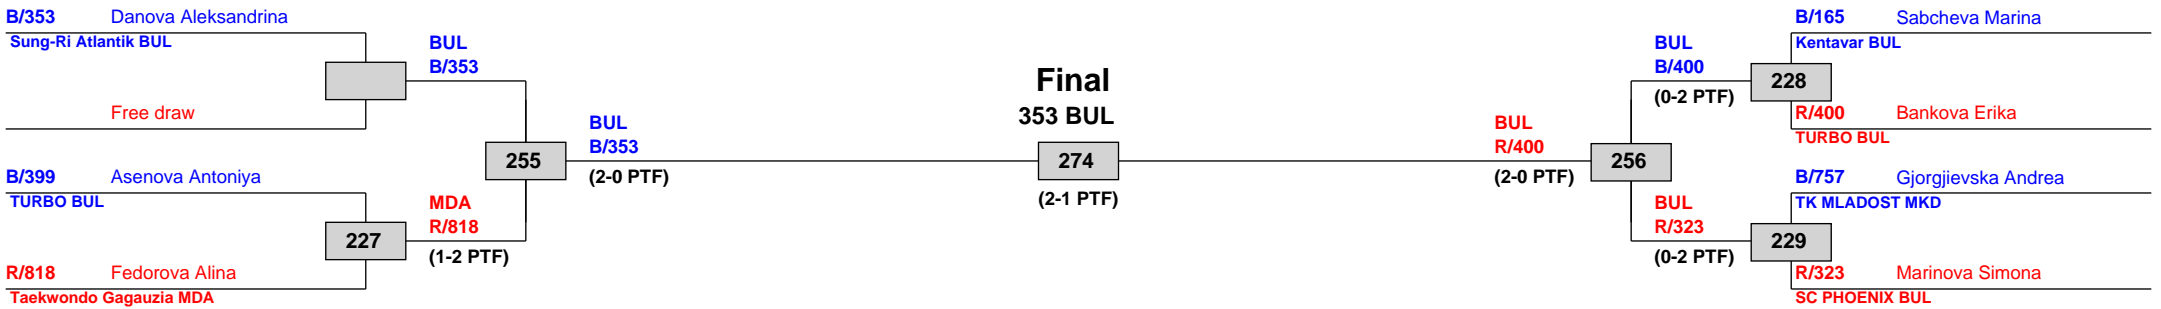 B/353 Danova Aleksandrina
Sung-Ri Atlantik BUL
Free draw
BUL
B/353
B/399 Asenova Antoniya
TURBO BUL
227
R/818 Fedorova Alina
Taekwondo Gagauzia MDA
MDA
R/818
(1-2 PTF)
255
BUL
B/353
(2-0 PTF)
Final
353 BUL
274
(2-1 PTF)
BUL
R/400
(2-0 PTF)
256
BUL
B/400
(0-2 PTF)
228
B/165 Sabcheva Marina
Kentavar BUL
R/400 Bankova Erika
TURBO BUL
BUL
R/323
(0-2 PTF)
229
B/757 Gjorgjievska Andrea
TK MLADOST MKD
R/323 Marinova Simona
SC PHOENIX BUL